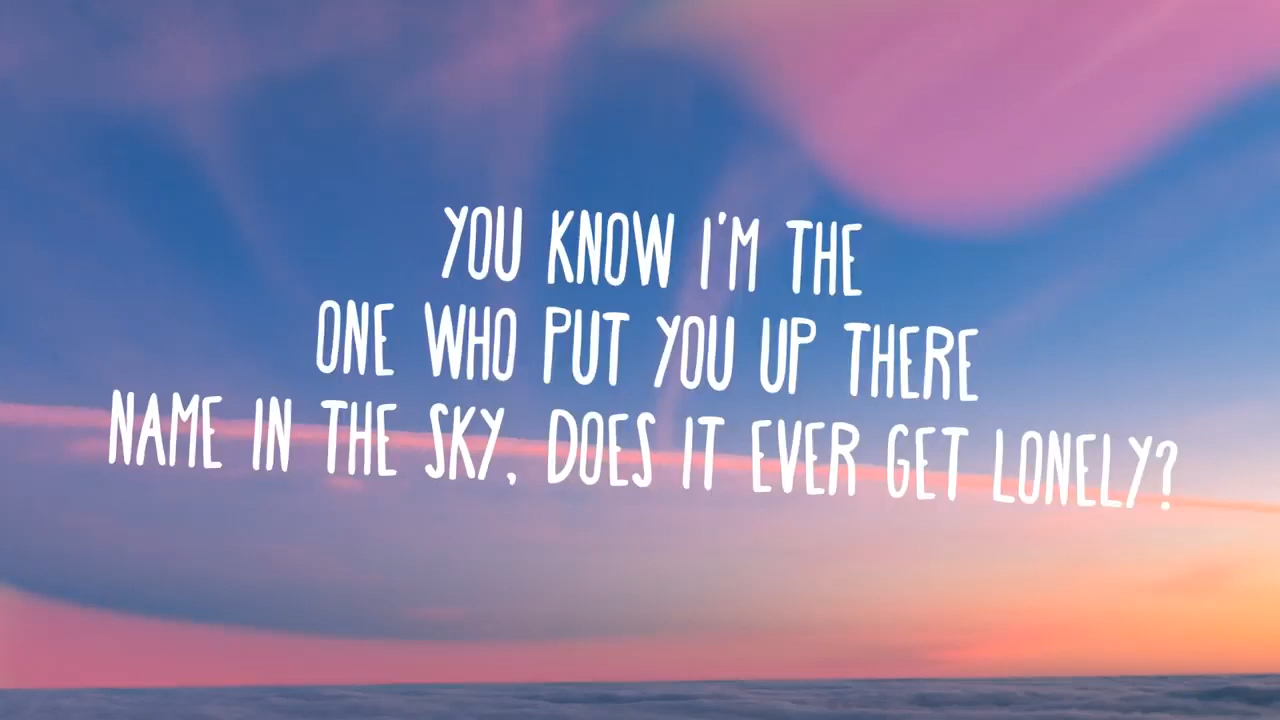 YOU KNOW I'M THE
ONE WHO PUT YOU UP THERE
NAME IN THE SKY, DOES IT EVER GET LONELY?